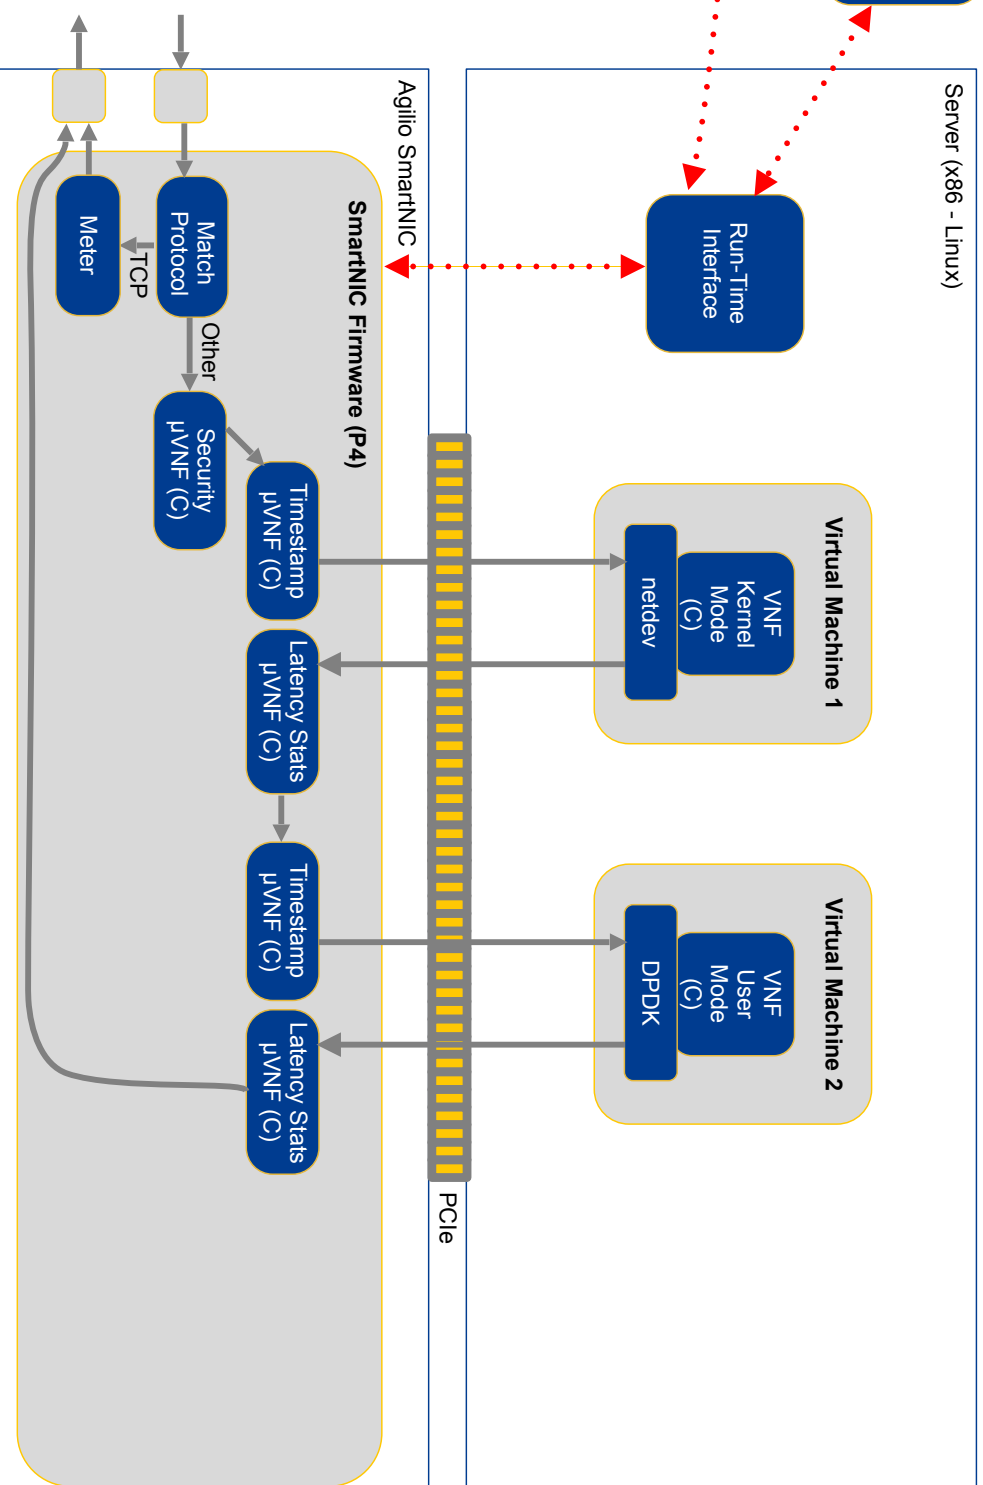 Server (x86 - Linux)
Run-Time
Interface
Virtual Machine 1
VNF
Kernel
Mode
(C)
netdev
Virtual Machine 2
VNF
User
Mode
(C)
DPDK
PCIe
Agilio SmartNIC
SmartNIC Firmware (P4)
Match
Protocol
TCP
Meter
Other
Security
µVNF (C)
Timestamp
µVNF (C)
Latency Stats
µVNF (C)
Timestamp
µVNF (C)
Latency Stats
µVNF (C)